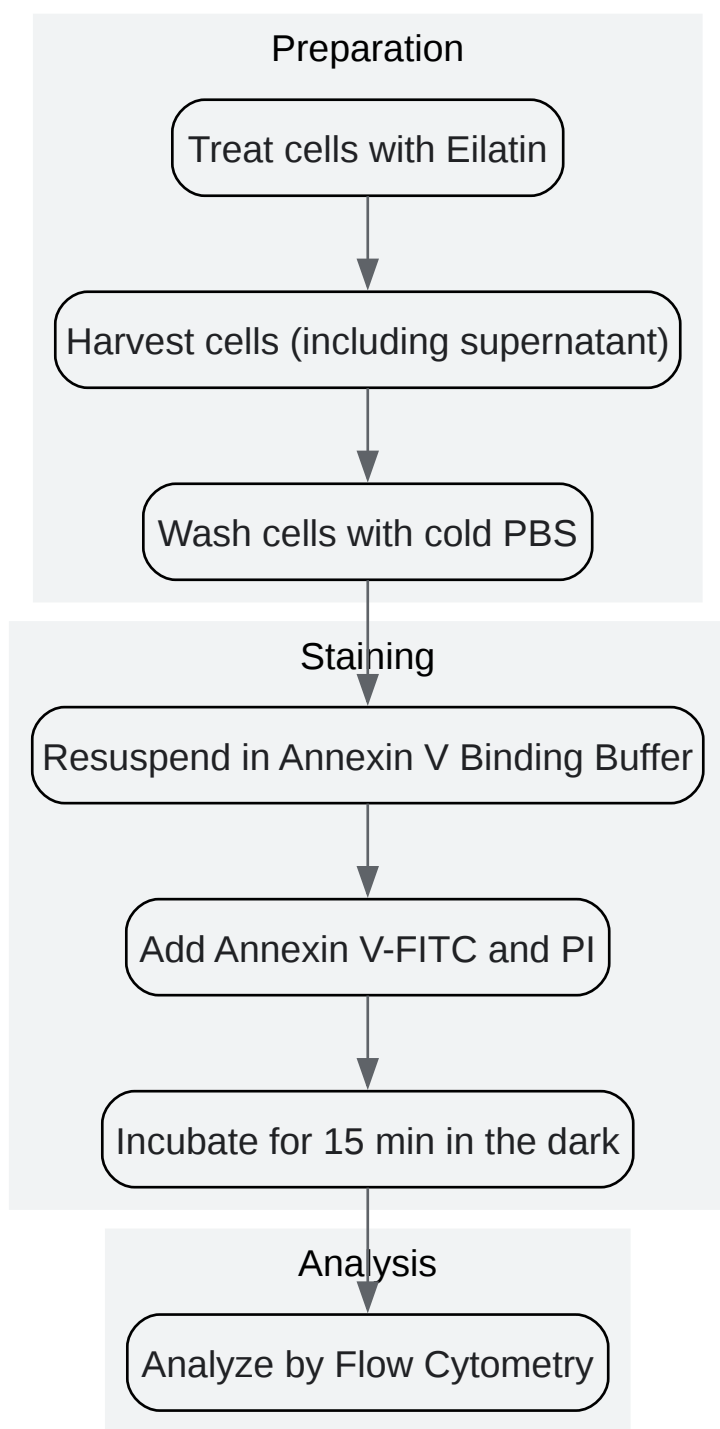 Preparation
Treat cells with Eilatin
Harvest cells (including supernatant)
Wash cells with cold PBS
Staining
Resuspend in Annexin V Binding Buffer
Add Annexin V-FITC and PI
Incubate for 15 min in the dark
Analysis
Analyze by Flow Cytometry